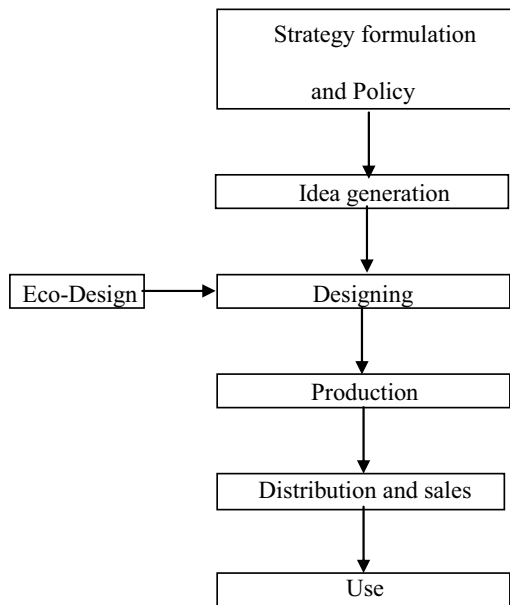 Strategy formulation
and Policy
Idea generation
Eco-Design
Designing
Production
Distribution and sales
Use